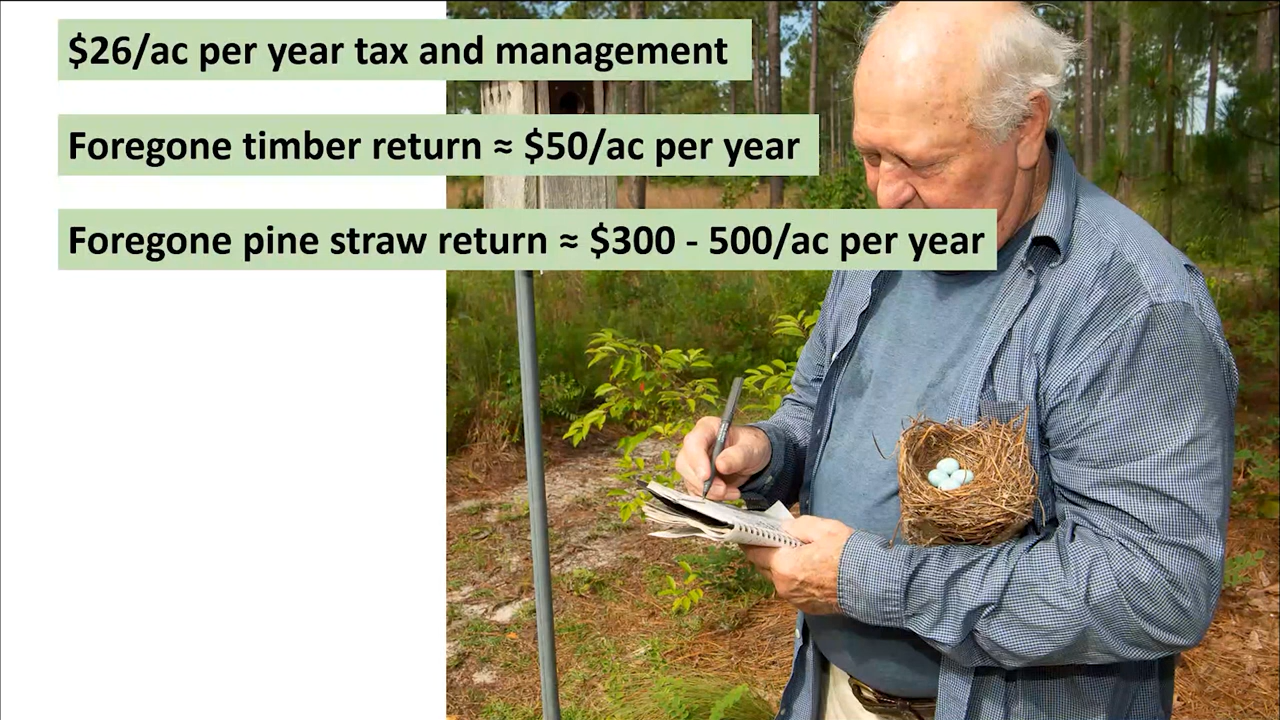 $26/ac per year tax and management
Foregone timber return ≈ $50/ac per year
Foregone pine straw return ≈ $300 - 500/ac per year